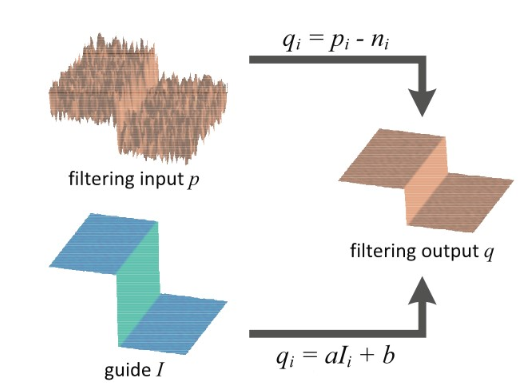 qᵢ = pᵢ - nᵢ
filtering input p
filtering output q
guide I
qᵢ = aIᵢ + b